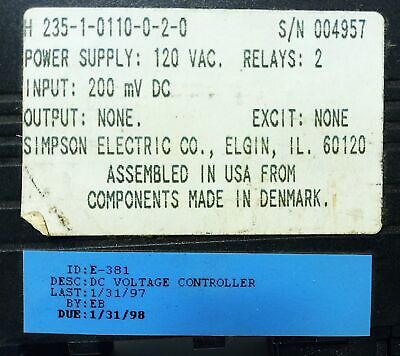 H 235-1-0110-0-2-0 S/N 004957
POWER SUPPLY: 120 VAC. RELAYS: 2
INPUT: 200 mV DC
OUTPUT: NONE. EXCIT: NONE
SIMPSON ELECTRIC CO., ELGIN, IL. 60120
ASSEMBLED IN USA FROM
COMPONENTS MADE IN DENMARK.
ID:E-381
DESC:DC VOLTAGE CONTROLLER
LAST:1/31/97
BY:EB
DUE:1/31/98